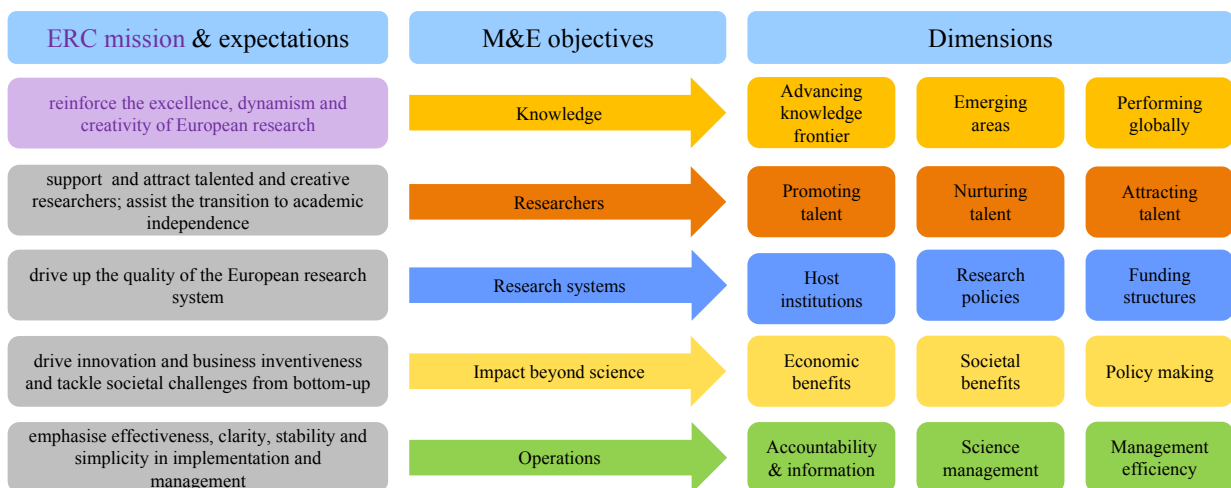 ERC mission & expectations
M&E objectives
Dimensions
reinforce the excellence, dynamism and
creativity of European research
Knowledge
Advancing
knowledge
frontier
Emerging
areas
Performing
globally
support and attract talented and creative
researchers; assist the transition to academic
independence
Researchers
Promoting
talent
Nurturing
talent
Attracting
talent
drive up the quality of the European research
system
Research systems
Host
institutions
Research
policies
Funding
structures
drive innovation and business inventiveness
and tackle societal challenges from bottom-up
Impact beyond science
Economic
benefits
Societal
benefits
Policy making
emphasise effectiveness, clarity, stability and
simplicity in implementation and
management
Operations
Accountability
& information
Science
management
Management
efficiency